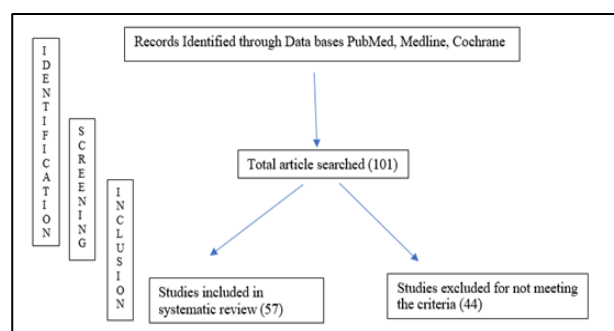 Records Identified through Data bases PubMed, Medline, Cochrane
IDENTIFICATION
SCREENING
INCLUSION
Total article searched (101)
Studies included in
systematic review (57)
Studies excluded for not meeting
the criteria (44)